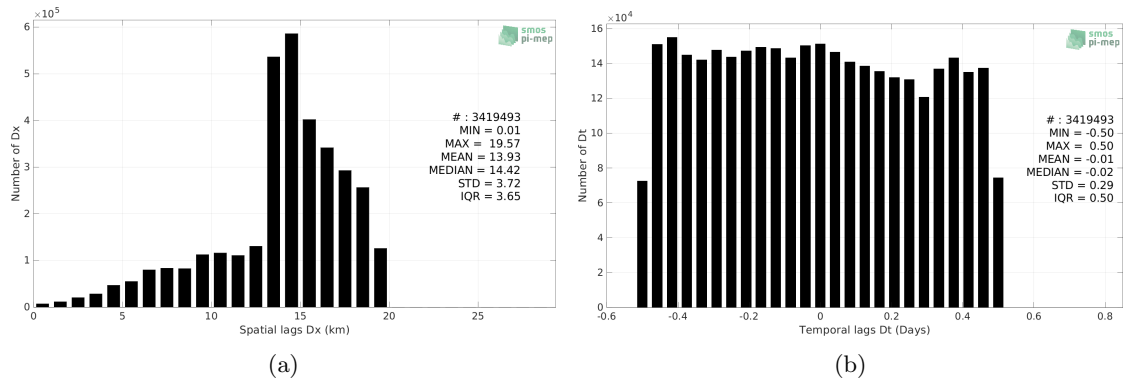 ×10⁵
6
5
4
3
2
1
0
0 5 10 15 20 25
Number of Dx
Spatial lags Dx (km)
smos
pi-mep
# : 3419493
MIN = 0.01
MAX = 19.57
MEAN = 13.93
MEDIAN = 14.42
STD = 3.72
IQR = 3.65
(a)
×10⁴
16
14
12
10
8
6
4
2
0
-0.6 -0.4 -0.2 0 0.2 0.4 0.6 0.8
Number of Dt
Temporal lags Dt (Days)
smos
pi-mep
# : 3419493
MIN = -0.50
MAX = 0.50
MEAN = -0.01
MEDIAN = -0.02
STD = 0.29
IQR = 0.50
(b)